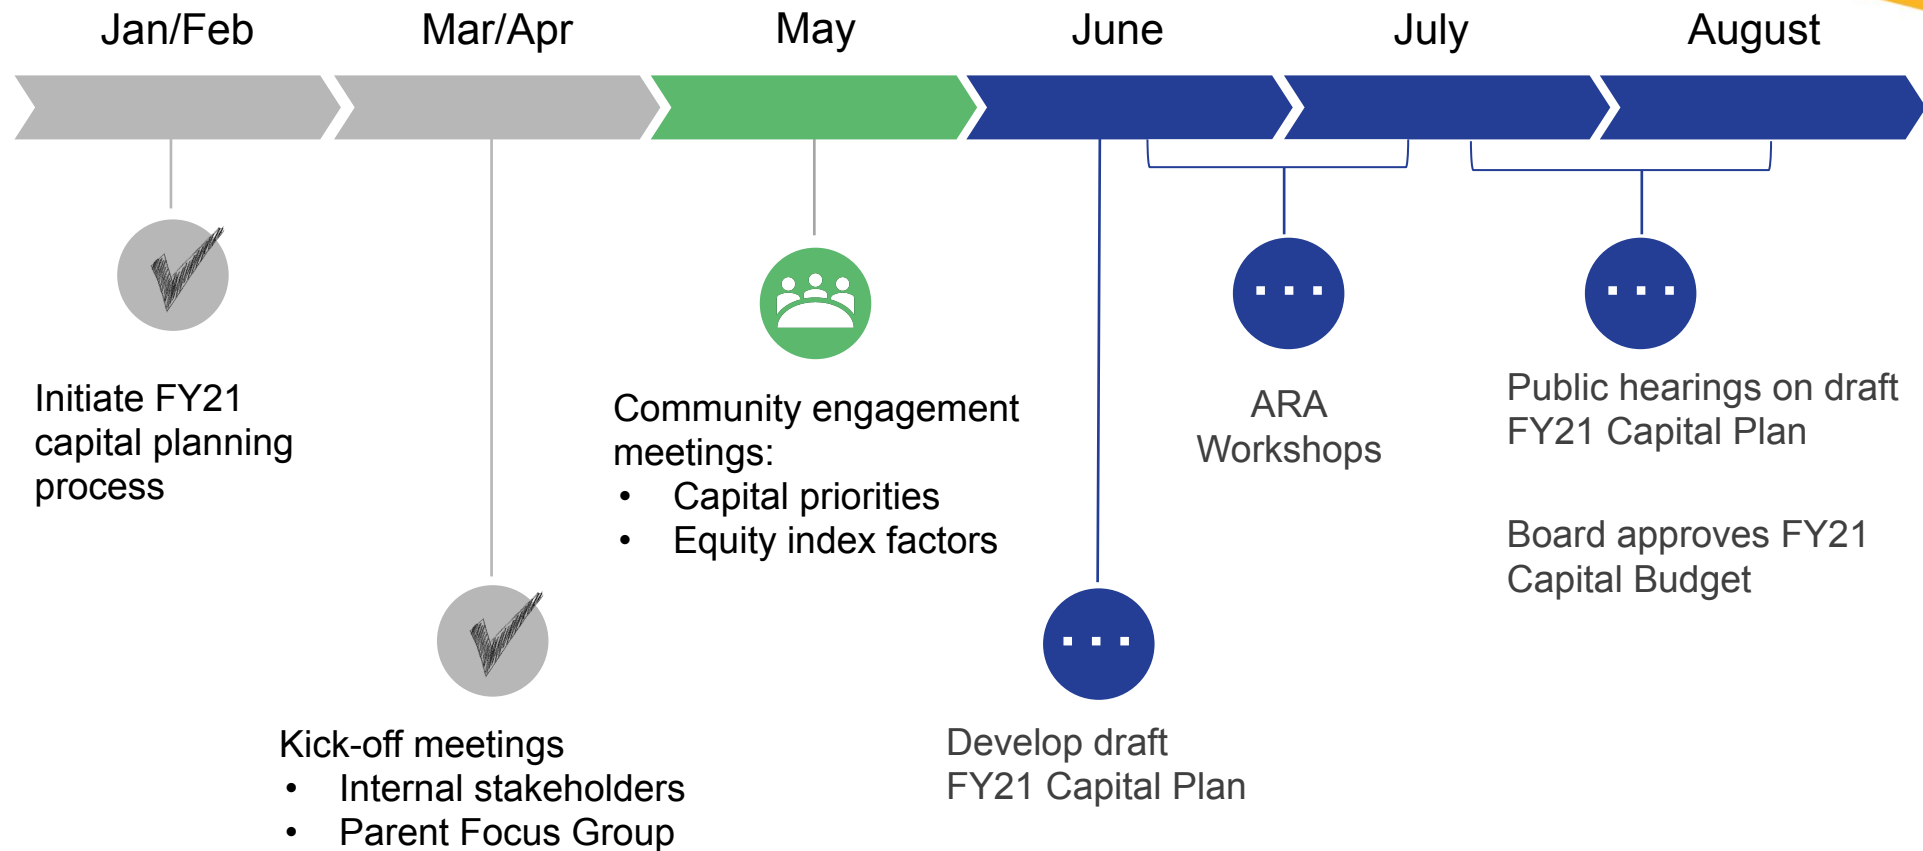 Jan/Feb
Mar/Apr
May
June
July
August
Initiate FY21
capital planning
process
Kick-off meetings
• Internal stakeholders
• Parent Focus Group
Community engagement
meetings:
• Capital priorities
• Equity index factors
Develop draft
FY21 Capital Plan
ARA
Workshops
Public hearings on draft
FY21 Capital Plan
Board approves FY21
Capital Budget